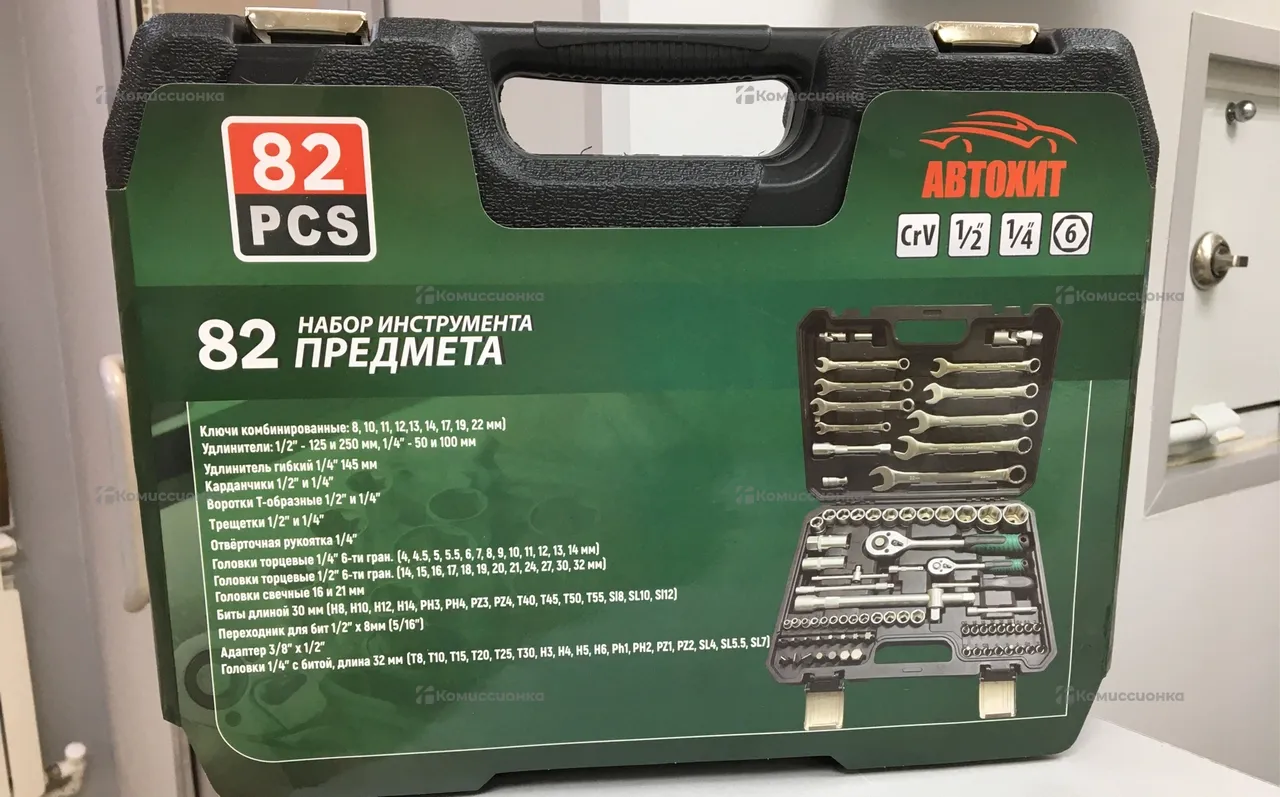 82
PCS
АВТОХИТ
CrV 1/2" 1/4" 6
82 НАБОР ИНСТРУМЕНТА
ПРЕДМЕТА
Ключи комбинированные: 8, 10, 11, 12,13, 14, 17, 19, 22 мм)
Удлинители: 1/2" - 125 и 250 мм, 1/4" - 50 и 100 мм
Удлинитель гибкий 1/4" 145 мм
Карданчики 1/2" и 1/4"
Воротки Т-образные 1/2" и 1/4"
Трещетки 1/2" и 1/4"
Отвёрточная рукоятка 1/4"
Головки торцевые 1/4" 6-ти гран. (4, 4.5, 5, 5.5, 6, 7, 8, 9, 10, 11, 12, 13, 14 мм)
Головки торцевые 1/2" 6-ти гран. (14, 15, 16, 17, 18, 19, 20, 21, 24, 27, 30, 32 мм)
Головки свечные 16 и 21 мм
Биты длиной 30 мм (H8, H10, H12, H14, PH3, PH4, PZ3, PZ4, T40, T45, T50, T55, Sl8, SL10, Sl12)
Переходник для бит 1/2" х 8мм (5/16")
Адаптер 3/8" х 1/2"
Головки 1/4" с битой, длина 32 мм (T8, T10, T15, T20, T25, T30, H3, H4, H5, H6, Ph1, PH2, PZ1, PZ2, SL4, SL5.5, SL7)
Комиссионка
Комиссионка
Комиссионка
Комиссионка
Комиссионка
Комиссионка
Комиссионка
Комиссионка